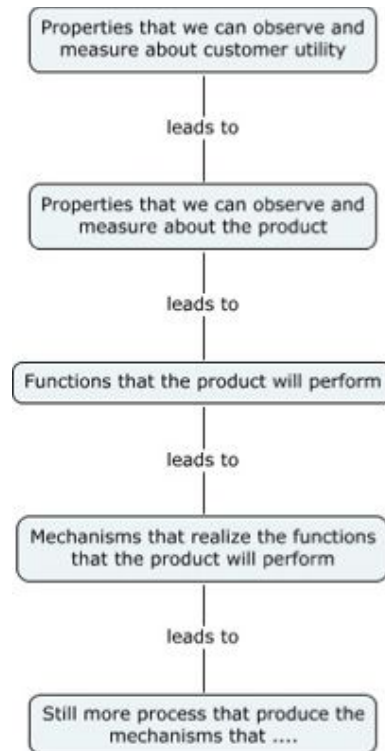 Properties that we can observe and
measure about customer utility
leads to
Properties that we can observe and
measure about the product
leads to
Functions that the product will perform
leads to
Mechanisms that realize the functions
that the product will perform
leads to
Still more process that produce the
mechanisms that ....